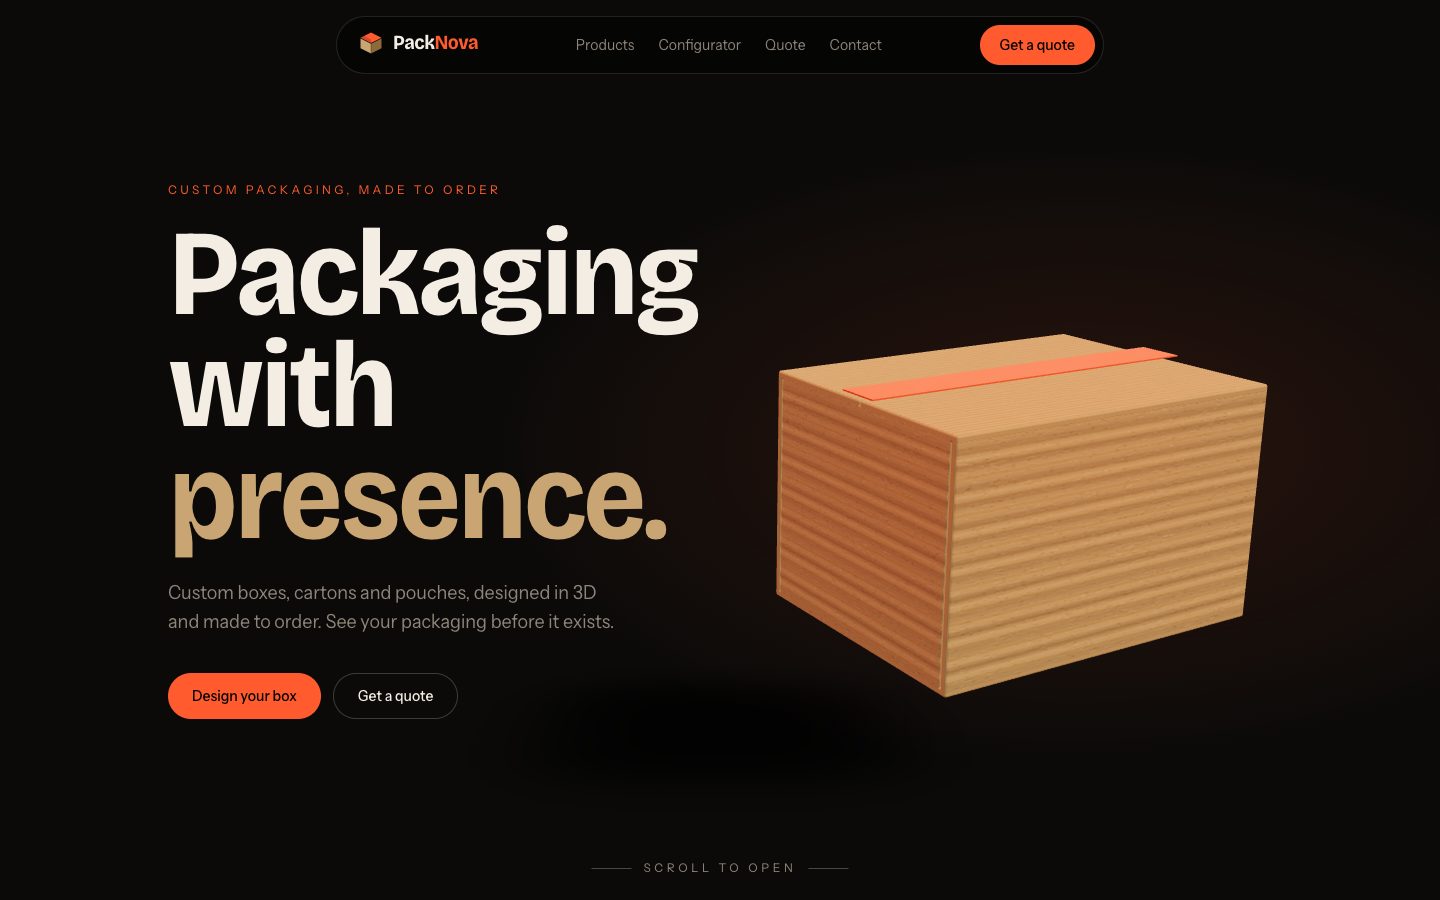 PackNova
Products
Configurator
Quote
Contact
Get a quote
CUSTOM PACKAGING, MADE TO ORDER
Packaging
with
presence.
Custom boxes, cartons and pouches, designed in 3D
and made to order. See your packaging before it exists.
Design your box
Get a quote
SCROLL TO OPEN